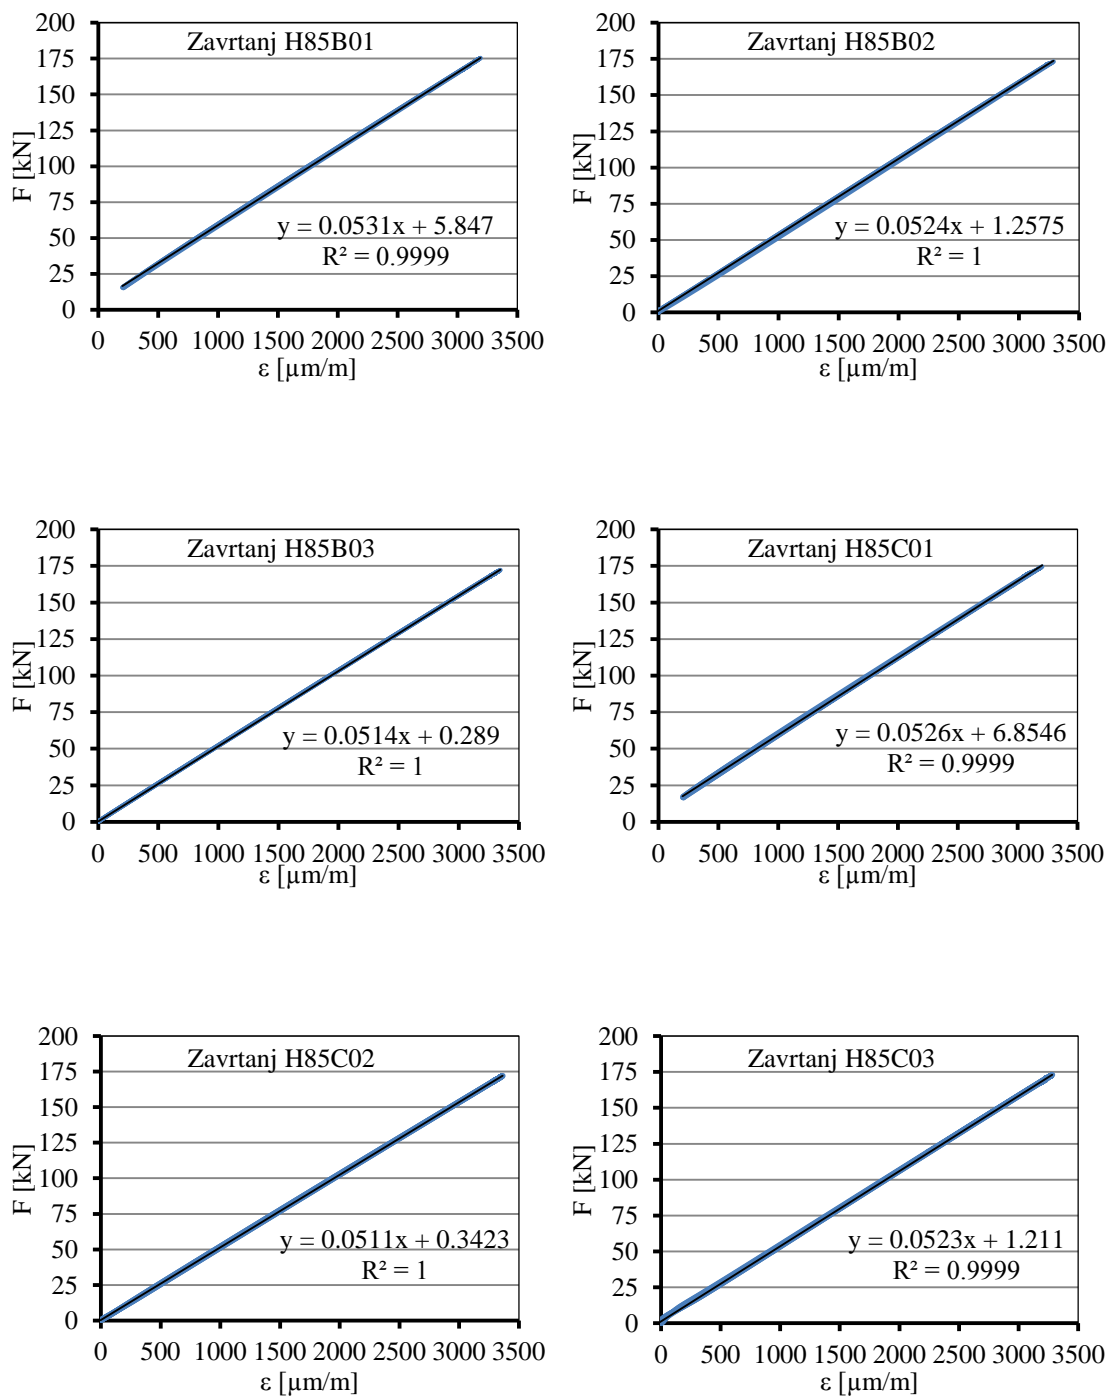 Zavrtanj H85B01
200
175
150
125
100
75
50
25
0
F [kN]
y = 0.0531x + 5.847
R² = 0.9999
0 500 1000 1500 2000 2500 3000 3500
ε [µm/m]
Zavrtanj H85B02
200
175
150
125
100
75
50
25
0
F [kN]
y = 0.0524x + 1.2575
R² = 1
0 500 1000 1500 2000 2500 3000 3500
ε [µm/m]
Zavrtanj H85B03
200
175
150
125
100
75
50
25
0
F [kN]
y = 0.0514x + 0.289
R² = 1
0 500 1000 1500 2000 2500 3000 3500
ε [µm/m]
Zavrtanj H85C01
200
175
150
125
100
75
50
25
0
F [kN]
y = 0.0526x + 6.8546
R² = 0.9999
0 500 1000 1500 2000 2500 3000 3500
ε [µm/m]
Zavrtanj H85C02
200
175
150
125
100
75
50
25
0
F [kN]
y = 0.0511x + 0.3423
R² = 1
0 500 1000 1500 2000 2500 3000 3500
ε [µm/m]
Zavrtanj H85C03
200
175
150
125
100
75
50
25
0
F [kN]
y = 0.0523x + 1.211
R² = 0.9999
0 500 1000 1500 2000 2500 3000 3500
ε [µm/m]